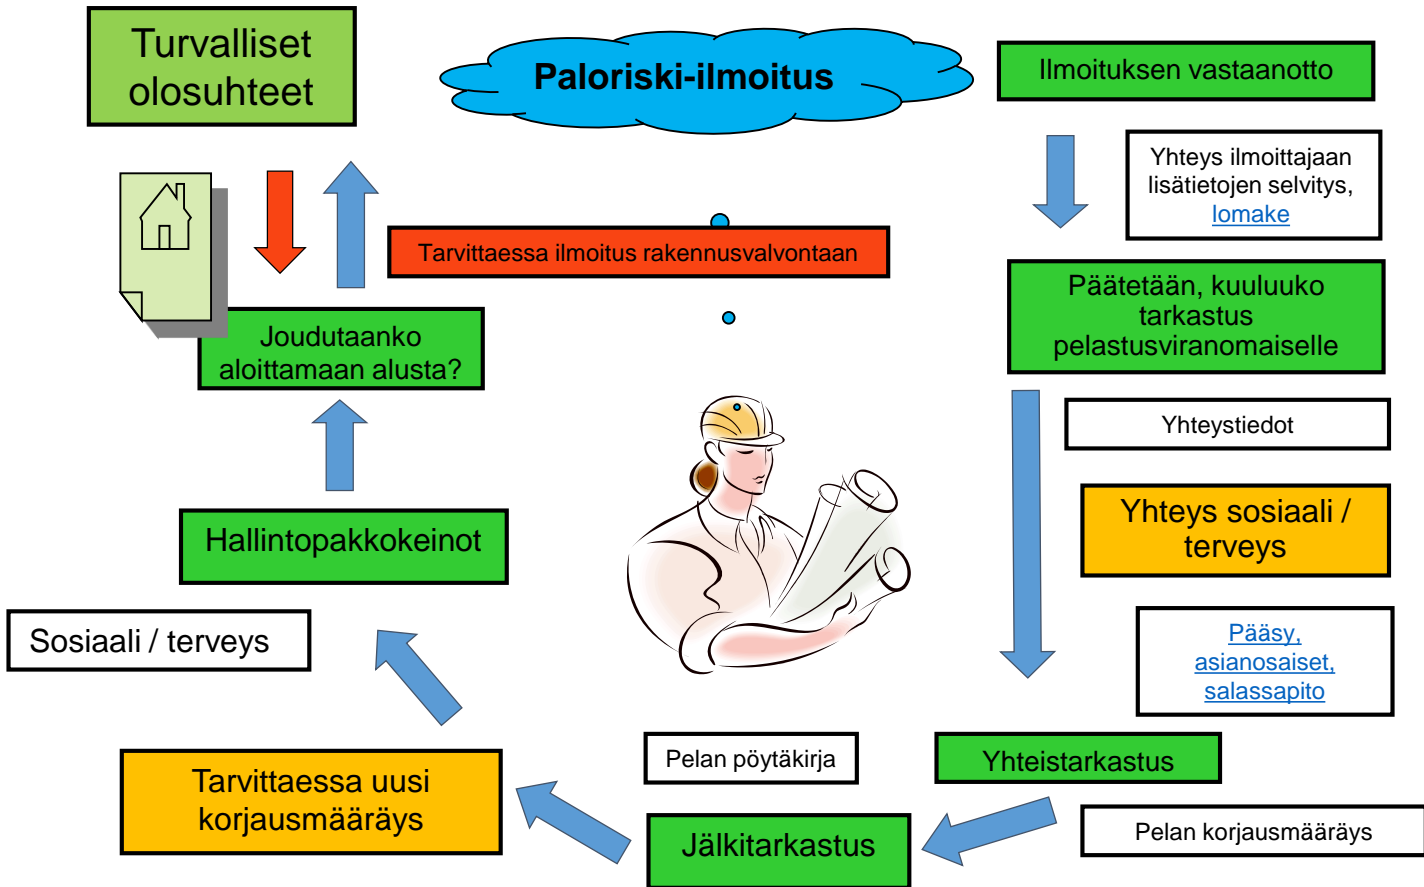 Turvalliset
olosuhteet
Paloriski-ilmoitus
Ilmoituksen vastaanotto
Yhteys ilmoittajaan
lisätietojen selvitys,
lomake
Tarvittaessa ilmoitus rakennusvalvontaan
Päätetään, kuuluuko
tarkastus
pelastusviranomaiselle
Joudutaanko
aloittamaan alusta?
Yhteystiedot
Yhteys sosiaali /
terveys
Hallintopakkokeinot
Sosiaali / terveys
Pääsy,
asianosaiset,
salassapito
Pelan pöytäkirja
Yhteistarkastus
Tarvittaessa uusi
korjausmääräys
Jälkitarkastus
Pelan korjausmääräys